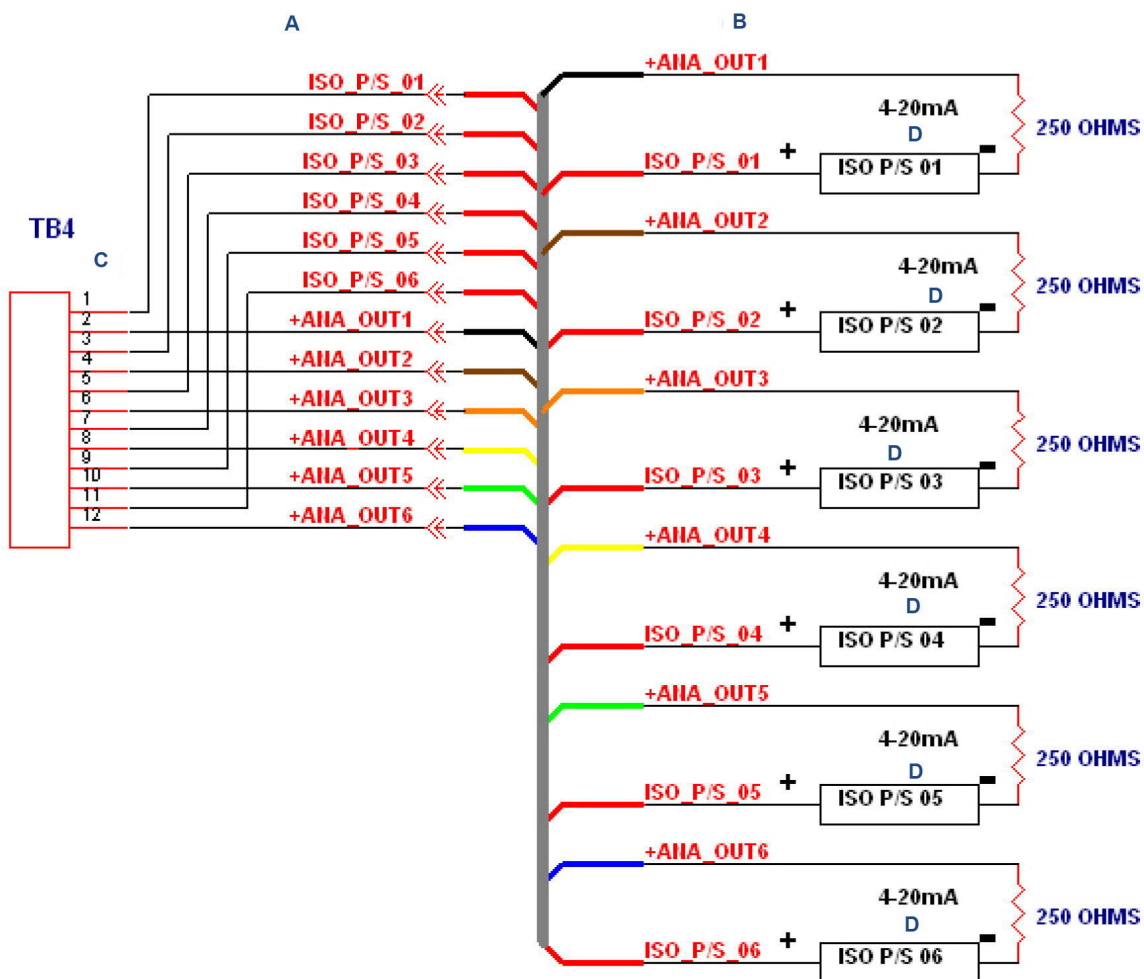 A
B
+ANA_OUT1
ISO_P/S_01
4-20mA
D
250 OHMS
ISO_P/S_02
+
-
ISO_P/S_01
ISO P/S 01
ISO_P/S_03
ISO_P/S_04
+ANA_OUT2
TB4
ISO_P/S_05
C
4-20mA
ISO_P/S_06
D
250 OHMS
1
2
+ANA_OUT1
ISO_P/S_02
+
-
ISO P/S 02
3
4
+ANA_OUT2
5
+ANA_OUT3
6
+ANA_OUT3
7
4-20mA
8
+ANA_OUT4
D
250 OHMS
9
10
+ANA_OUT5
ISO_P/S_03
+
-
ISO P/S 03
11
12
+ANA_OUT6
+ANA_OUT4
4-20mA
D
250 OHMS
ISO_P/S_04
+
-
ISO P/S 04
+ANA_OUT5
4-20mA
D
250 OHMS
ISO_P/S_05
+
-
ISO P/S 05
+ANA_OUT6
4-20mA
D
250 OHMS
ISO_P/S_06
+
-
ISO P/S 06